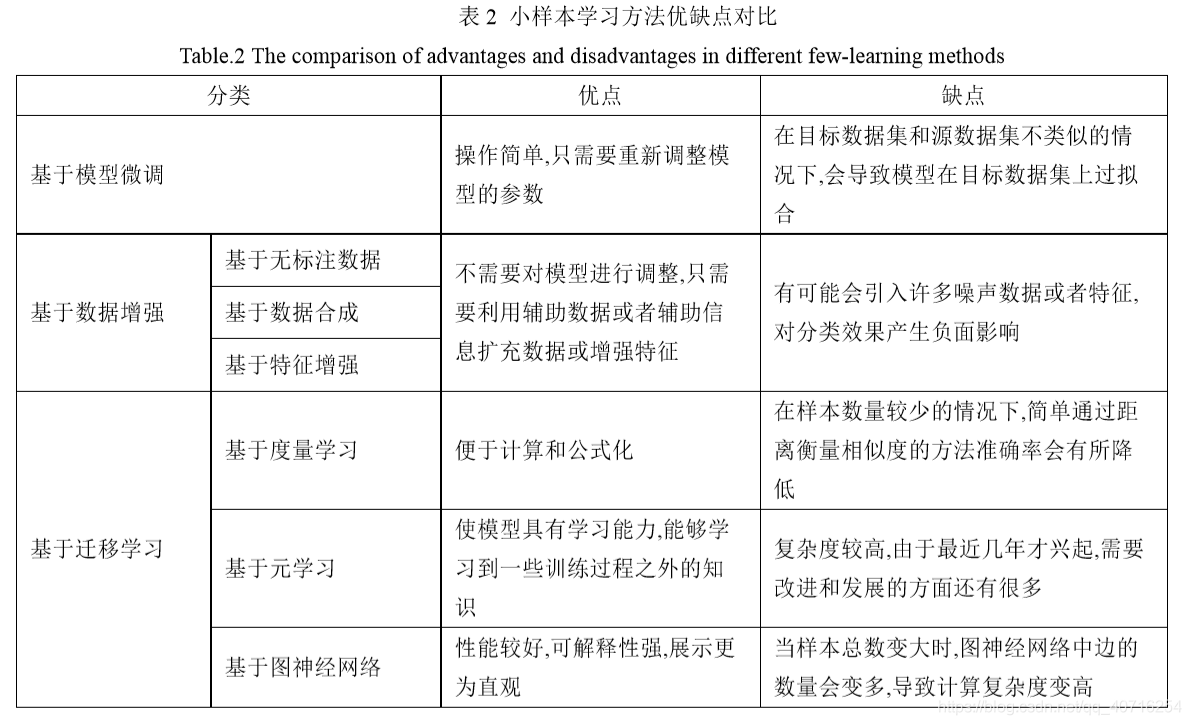 表 2 小样本学习方法优缺点对比
Table.2 The comparison of advantages and disadvantages in different few-learning methods
分类
优点
缺点
基于模型微调
操作简单,只需要重新调整模
型的参数
在目标数据集和源数据集不类似的情
况下,会导致模型在目标数据集上过拟
合
基于数据增强
基于无标注数据
基于数据合成
基于特征增强
不需要对模型进行调整,只需
要利用辅助数据或者辅助信
息扩充数据或增强特征
有可能会引入许多噪声数据或者特征,
对分类效果产生负面影响
基于迁移学习
基于度量学习
便于计算和公式化
在样本数量较少的情况下,简单通过距
离衡量相似度的方法准确率会有所降
低
基于元学习
使模型具有学习能力,能够学
习到一些训练过程之外的知
识
复杂度较高,由于最近几年才兴起,需要
改进和发展的方面还有很多
基于图神经网络
性能较好,可解释性强,展示更
为直观
当样本总数变大时,图神经网络中边的
数量会变多,导致计算复杂度变高